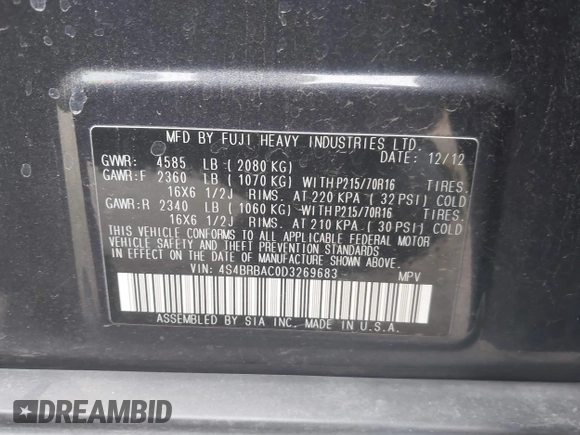 MFD BY FUJI HEAVY INDUSTRIES LTD.
GVWR: 4585 LB ( 2080 KG) DATE: 12/12
GAWR:F 2360 LB ( 1070 KG) WITH P215/70R16 TIRES.
16X6 1/2J RIMS. AT 220 KPA ( 32 PSI) COLD
GAWR:R 2340 LB ( 1060 KG) WITH P215/70R16 TIRES.
16X6 1/2J RIMS. AT 210 KPA ( 30 PSI) COLD
THIS VEHICLE CONFORMS TO ALL APPLICABLE FEDERAL MOTOR
VEHICLE SAFETY AND THEFT PREVENTION STANDARDS
IN EFFECT ON THE DATE OF MANUFACTURE
SHOWN ABOVE.
VIN: 4S4BRBAC0D3269683 MPV
ASSEMBLED BY SIA INC. MADE IN U.S.A.
DREAMBID